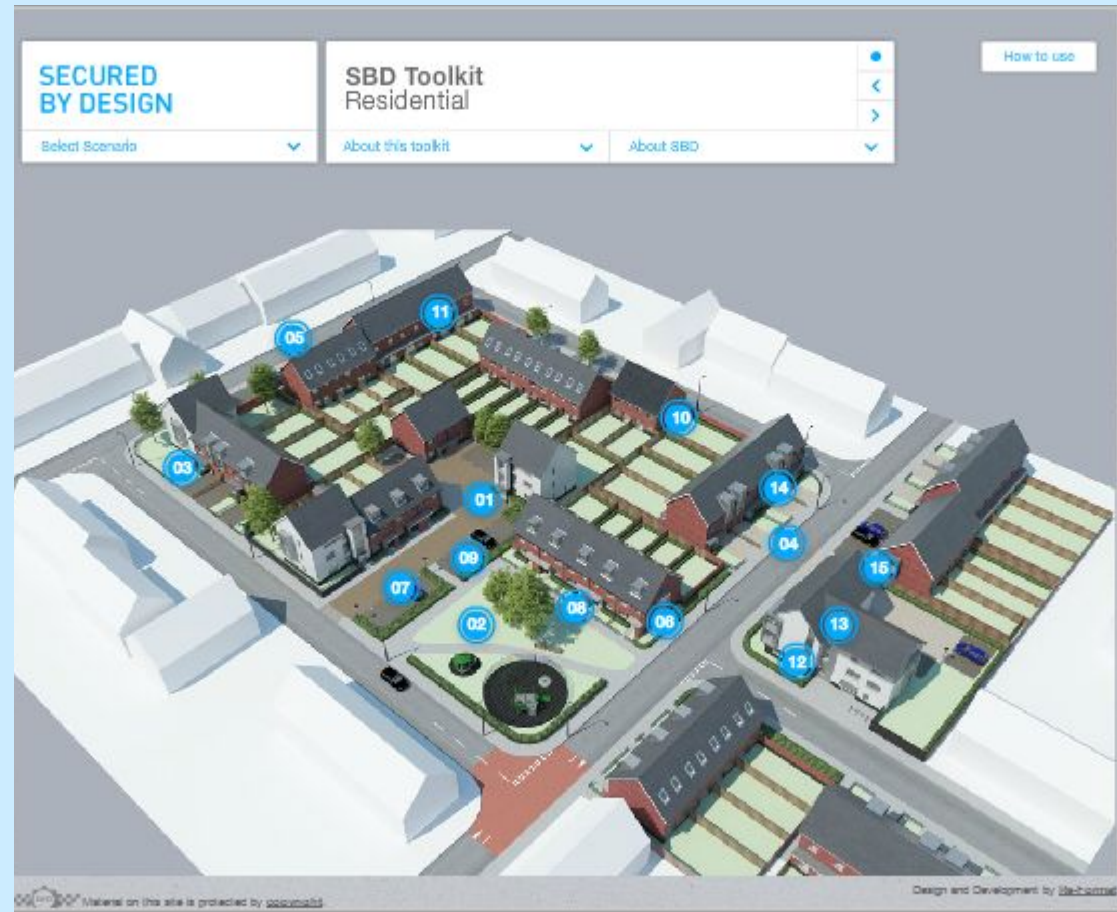 SECURED
BY DESIGN
Select Scenario
SBD Toolkit
Residential
About this toolkit
About SBD
How to use
11
05
10
03
14
01
04
09
15
07
08
02
06
13
12
Material on this site is protected by copyright.
Design and Development by